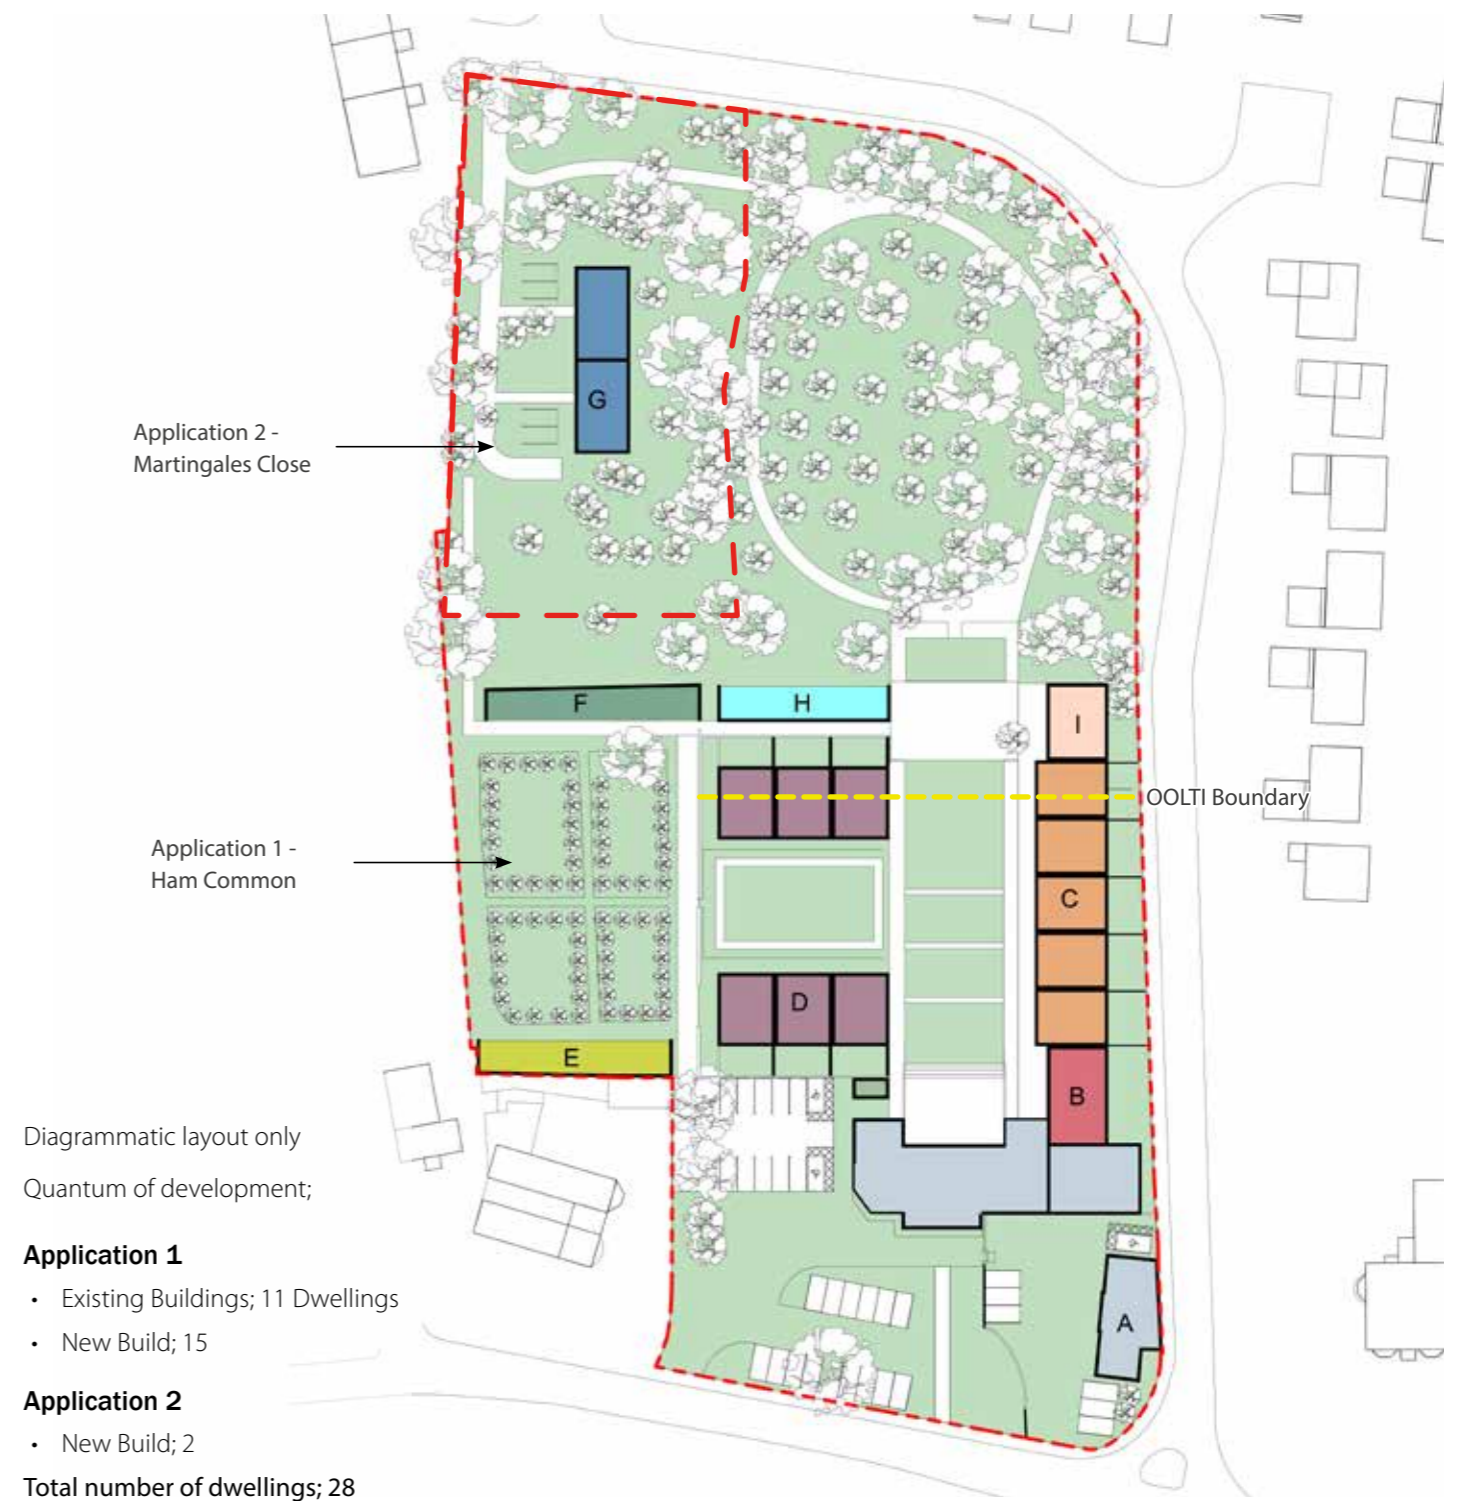 Application 2 -
Martingales Close
G
F
H
I
OOLTI Boundary
Application 1 -
Ham Common
C
D
E
B
A
Diagrammatic layout only
Quantum of development;
Application 1
• Existing Buildings; 11 Dwellings
• New Build; 15
Application 2
• New Build; 2
Total number of dwellings; 28